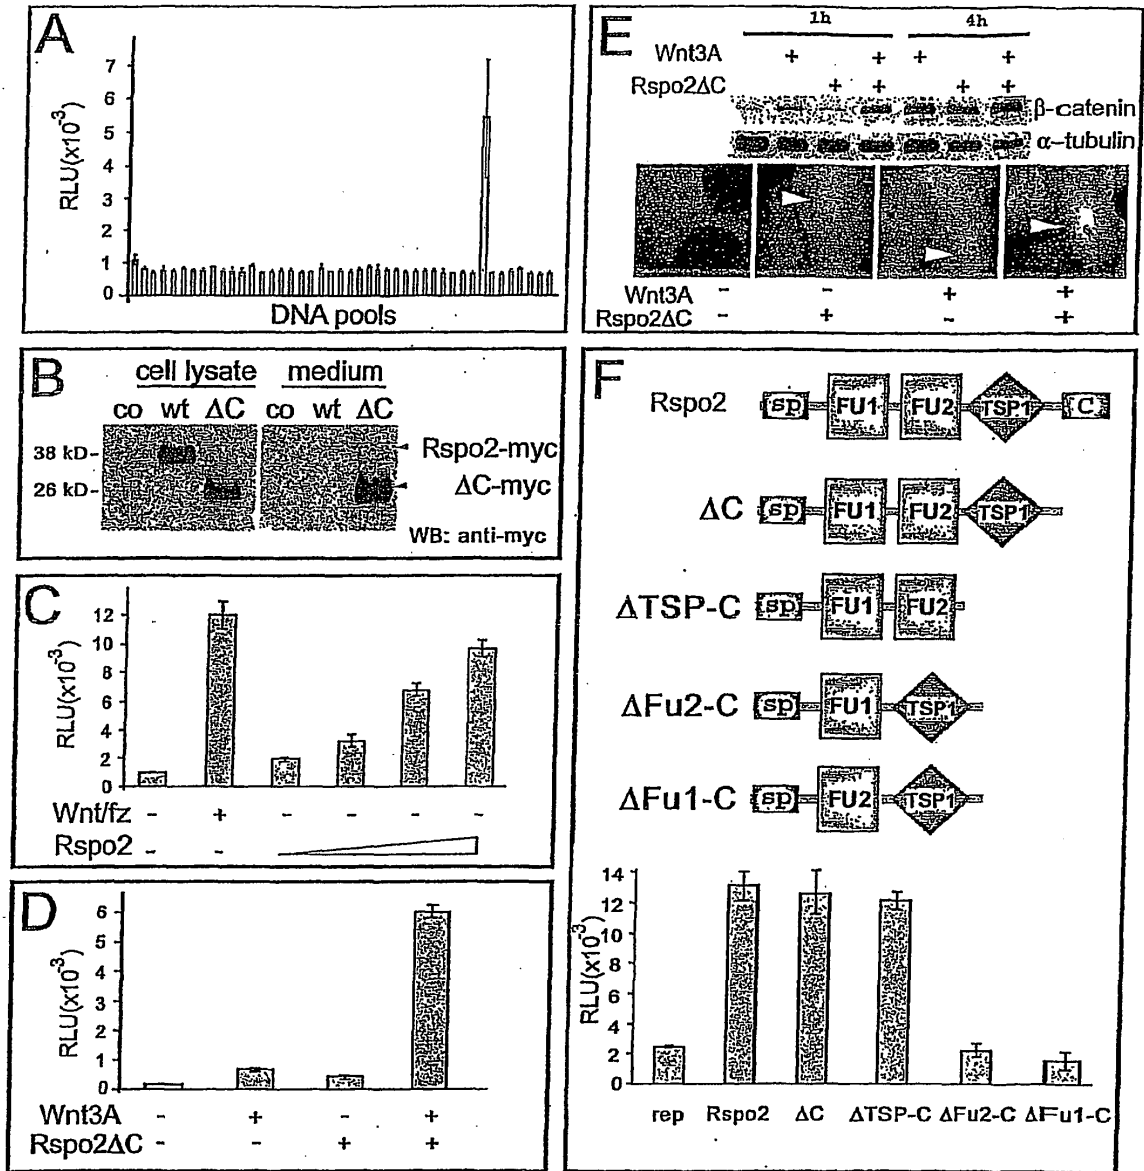 A
RLU(x10⁻³)
7
6
5
4
3
2
1
0
DNA pools
B
cell lysate medium
co wt ΔC co wt ΔC
38 kD- Rspo2-myc
26 kD- ΔC-myc
WB: anti-myc
C
RLU(x10⁻³)
12
10
8
6
4
2
0
Wnt/fz - + - - - -
Rspo2 - -
D
RLU(x10⁻³)
6
5
4
3
2
1
0
Wnt3A - + - +
Rspo2ΔC - - + +
E
1h 4h
Wnt3A + + + +
Rspo2ΔC + + + +
β-catenin
α-tubulin
Wnt3A - - + +
Rspo2ΔC - + - +
F
Rspo2 sp FU1 FU2 TSP1 C
ΔC sp FU1 FU2 TSP1
ΔTSP-C sp FU1 FU2
ΔFu2-C sp FU1 TSP1
ΔFu1-C sp FU2 TSP1
RLU(x10⁻³)
14
12
14
10
8
6
4
2
0
rep Rspo2 ΔC ΔTSP-C ΔFu2-C ΔFu1-C